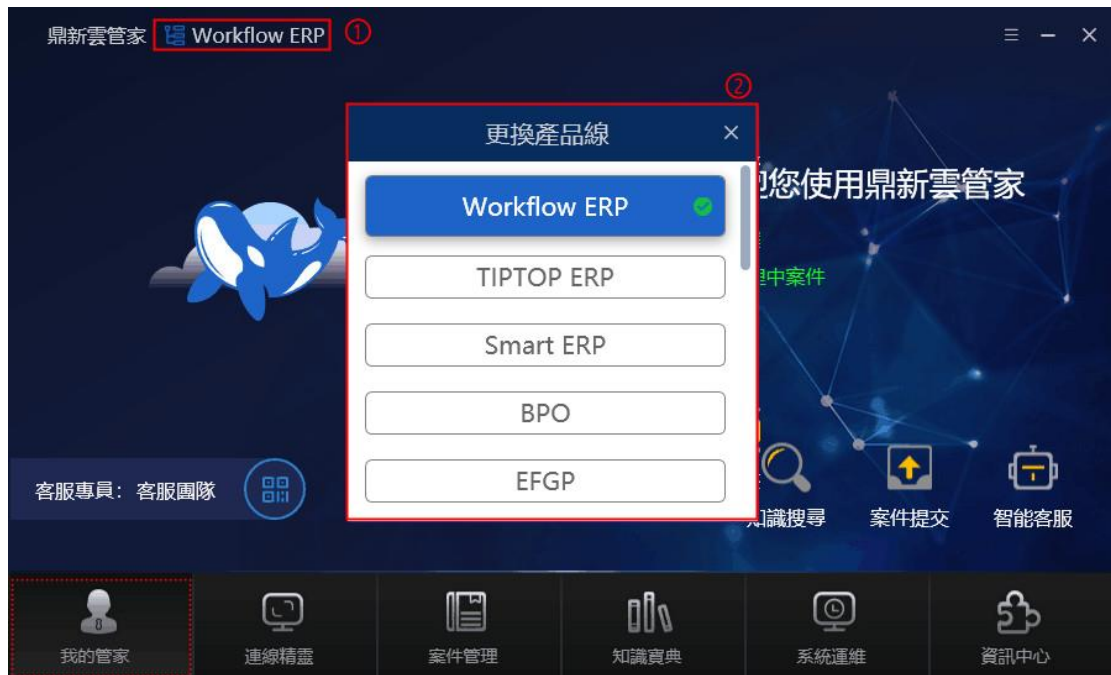 鼎新雲管家 Workflow ERP ①
②
更換產品線
您使用鼎新雲管家
Workflow ERP
TIPTOP ERP
中案件
Smart ERP
BPO
EFGP
客服專員：客服團隊
知識搜尋 案件提交 智能客服
我的管家 連線精靈 案件管理 知識寶典 系統運維 資訊中心